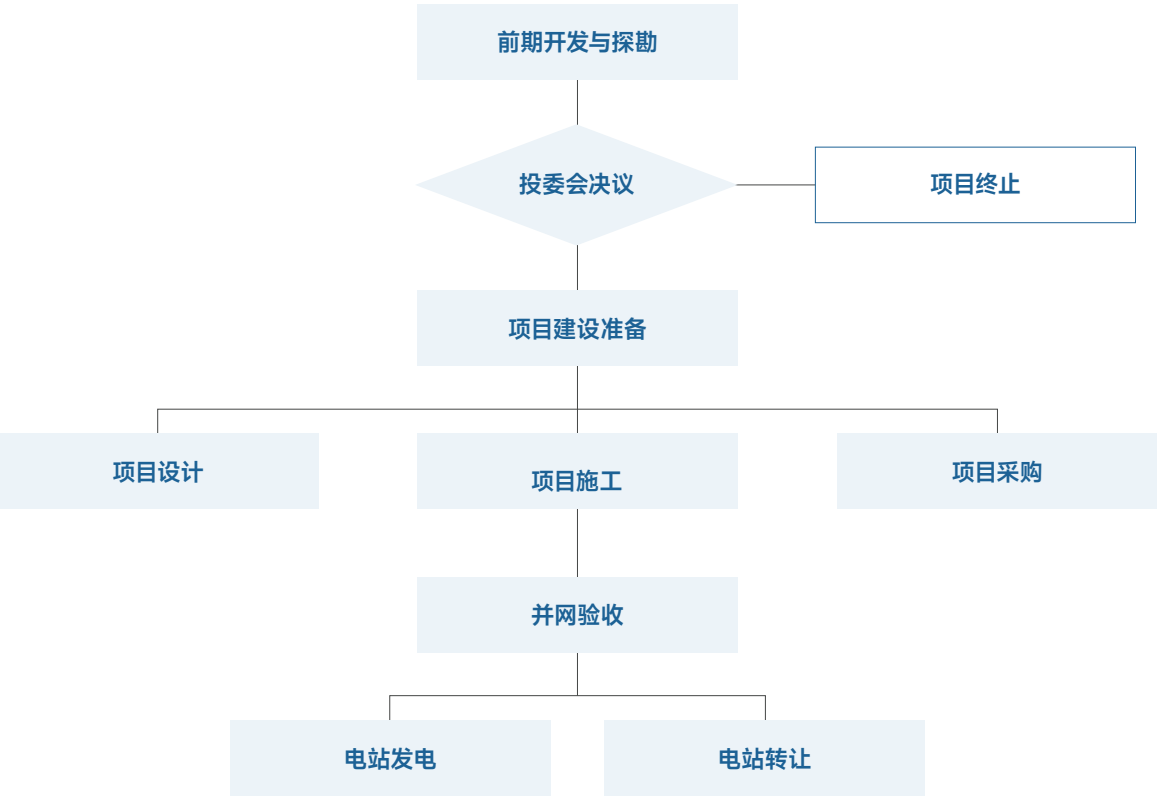 前期开发与探勘
投委会决议
项目终止
项目建设准备
项目设计
项目施工
项目采购
并网验收
电站发电
电站转让